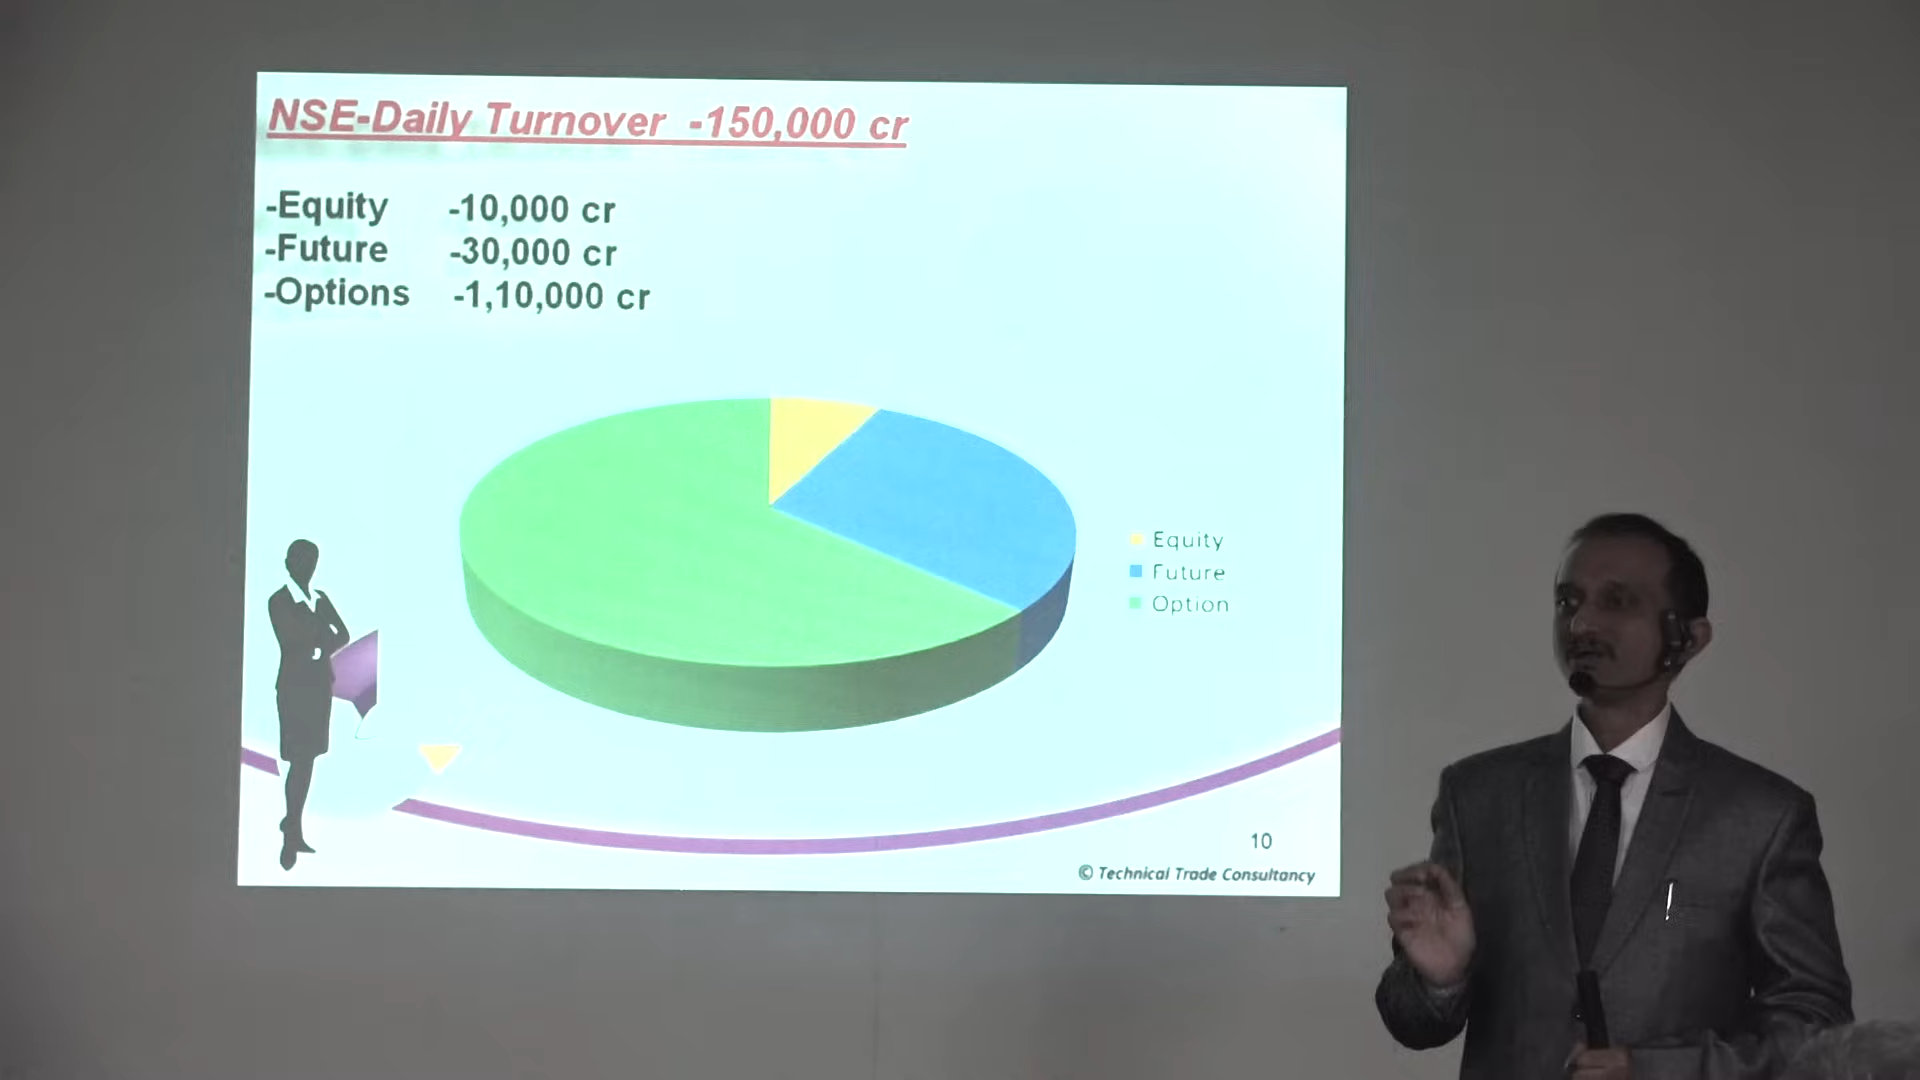 NSE-Daily Turnover -150,000 cr
-Equity -10,000 cr
-Future -30,000 cr
-Options -1,10,000 cr
Equity
Future
Option
10
© Technical Trade Consultancy